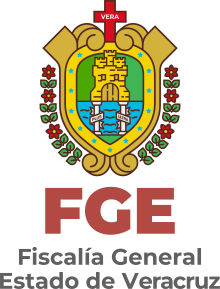 VERA
FGE
Fiscalía General
Estado de Veracruz